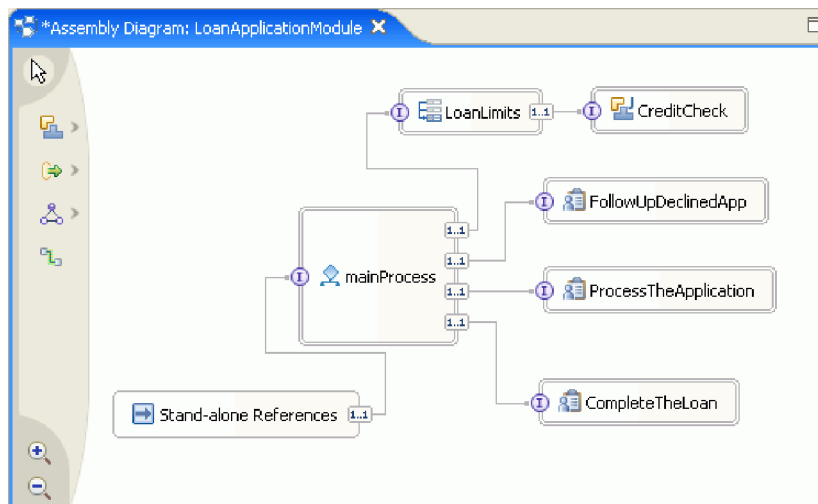 *Assembly Diagram: LoanApplicationModule
LoanLimits 1..1
CreditCheck
1..1
FollowUpDeclinedApp
1..1
mainProcess
1..1
ProcessTheApplication
1..1
CompleteTheLoan
Stand-alone References 1..1